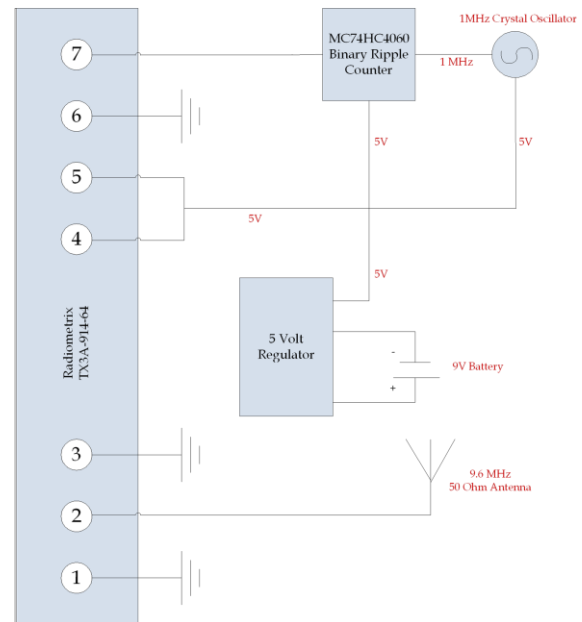 1MHz Crystal Oscillator
MC74HC4060
Binary Ripple
Counter
1 MHz
7
6
5V
5V
5
5V
4
5V
Radiometrix
TX3A-914-64
5 Volt
Regulator
-
+
9V Battery
3
9.6 MHz
50 Ohm Antenna
2
1